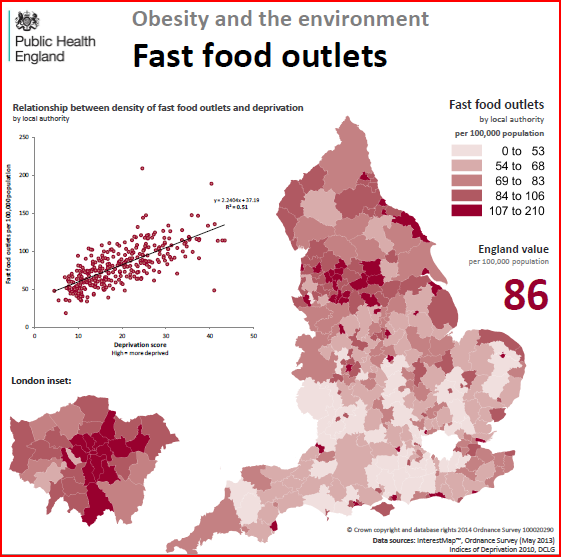 Obesity and the environment
Fast food outlets
Public Health
England
Relationship between density of fast food outlets and deprivation
by local authority
Fast food outlets per 100,000 population
250
200
150
100
50
0
y = 2.2404x + 37.19
R² = 0.51
0 10 20 30 40 50
Deprivation score
High = more deprived
Fast food outlets
by local authority
per 100,000 population
0 to 53
54 to 68
69 to 83
84 to 106
107 to 210
England value
per 100,000 population
86
London inset:
© Crown copyright and database rights 2014 Ordnance Survey 100020290
Data sources: InterestMap™, Ordnance Survey (May 2013)
Indices of Deprivation 2010, DCLG